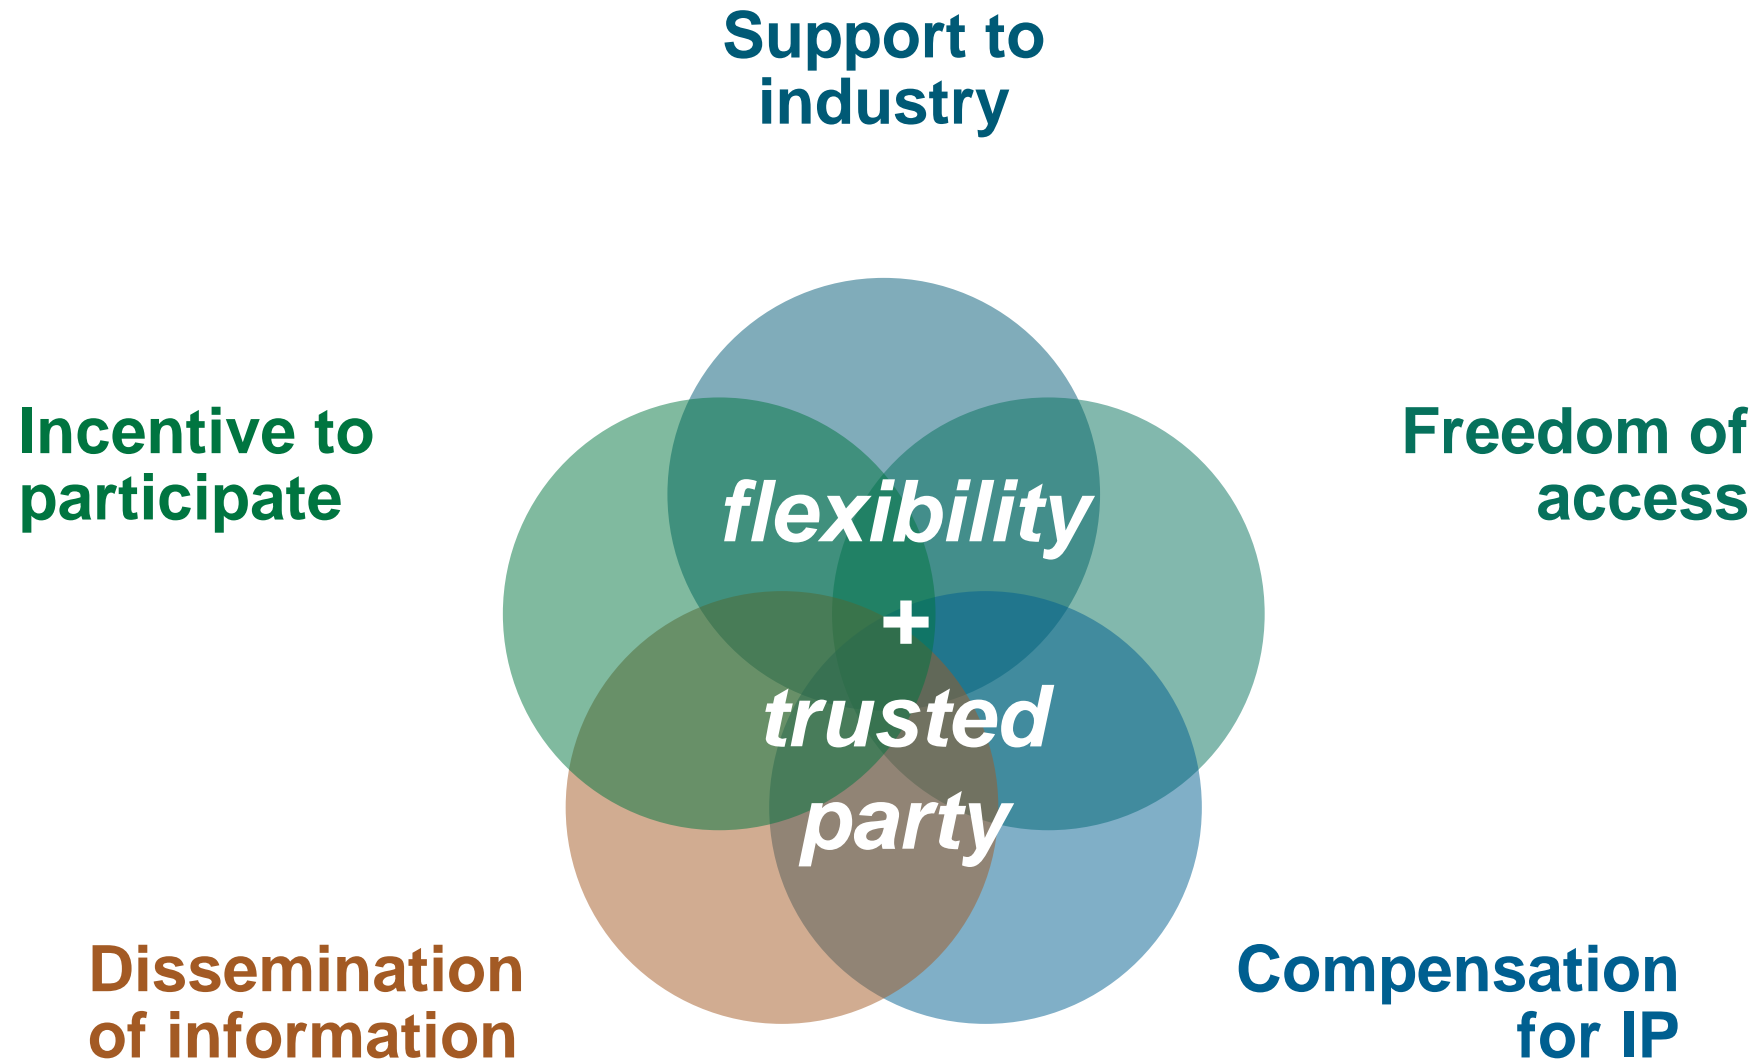 Support to
industry
Incentive to
participate
Freedom of
access
flexibility
+
trusted
party
Dissemination
of information
Compensation
for IP